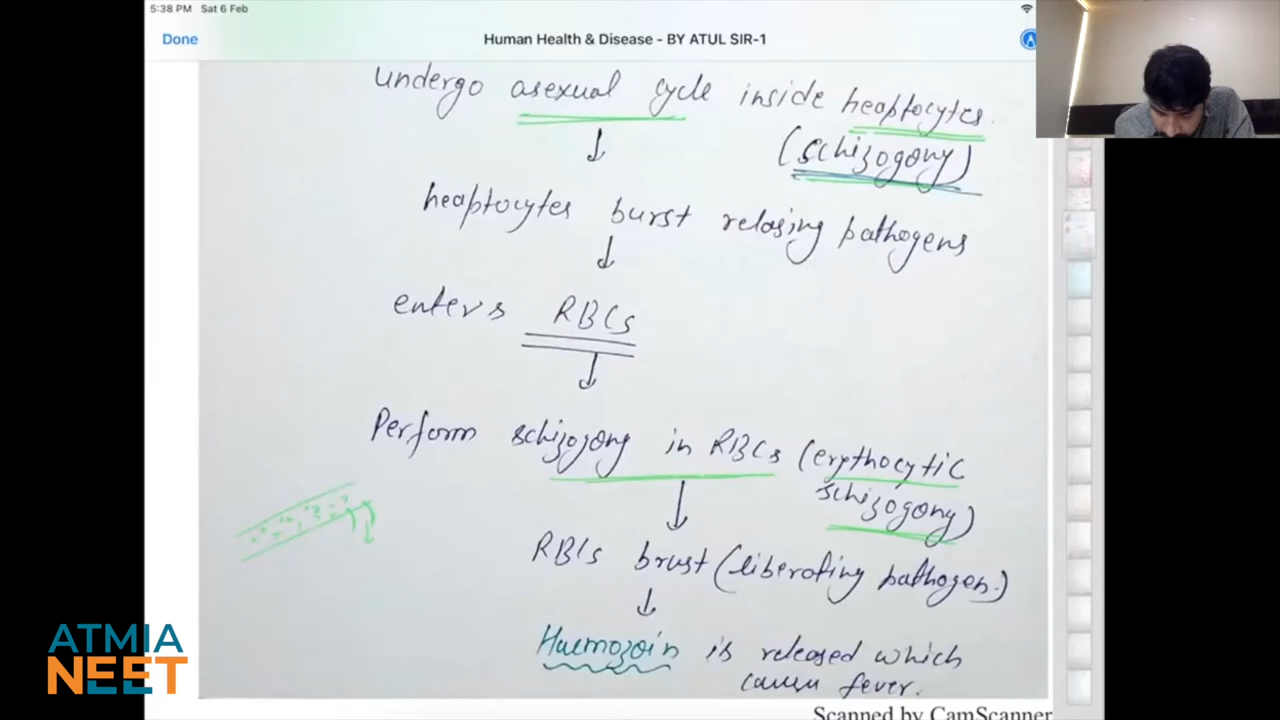 5:38 PM Sat 6 Feb
Done
Human Health & Disease - BY ATUL SIR-1
undergo asexual cycle inside heaptocytes.
(schizogony)
heaptocytes burst relasing pathogens
enters RBCs
Perform schizogony in RBCs (erythocytic
schizogony)
RBCs brust (liberating pathogen.)
Haemozoin is released which
cause fever.
ATMIA
NEET
Scanned by CamScanner